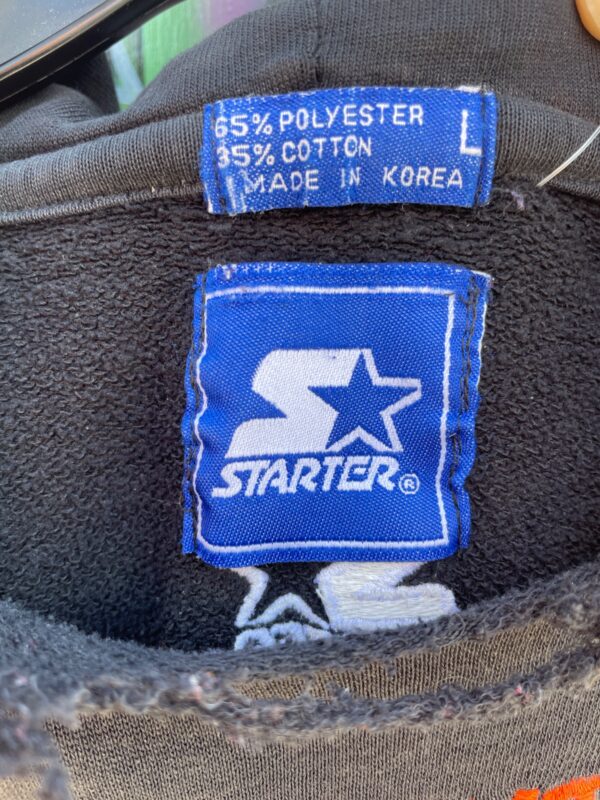 65% POLYESTER
35% COTTON
L
MADE IN KOREA
STARTER®